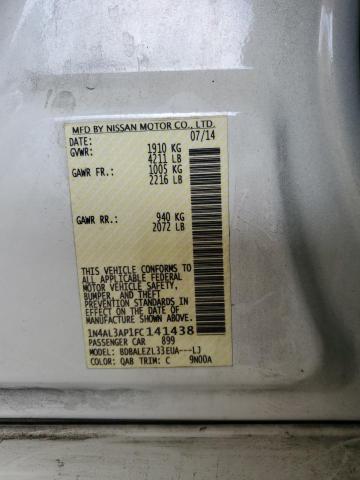 MFD BY NISSAN MOTOR CO., LTD.
DATE: 07/14
GVWR: 1910 KG
4211 LB
GAWR FR.: 1005 KG
2216 LB
GAWR RR.: 940 KG
2072 LB
THIS VEHICLE CONFORMS TO
ALL APPLICABLE FEDERAL
MOTOR VEHICLE SAFETY,
BUMPER, AND THEFT
PREVENTION STANDARDS IN
EFFECT ON THE DATE OF
MANUFACTURE SHOWN ABOVE.
1N4AL3AP1FC141438
PASSENGER CAR 899
MODEL: BDBALEZL33EUA---LJ
COLOR: QAB TRIM: C 9N00A